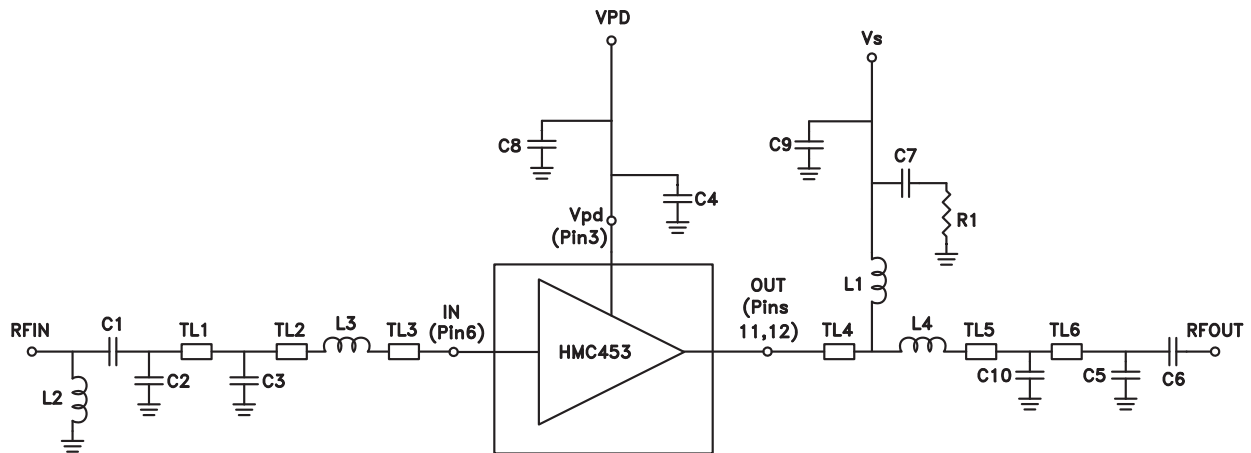 VPD
Vs
C8
C9
C7
C4
R1
Vpd
(Pin3)
L1
OUT
(Pins
11,12)
IN
(Pin6)
RFIN
C1
TL1
TL2
L3
TL3
HMC453
TL4
L4
TL5
TL6
RFOUT
L2
C2
C3
C10
C5
C6